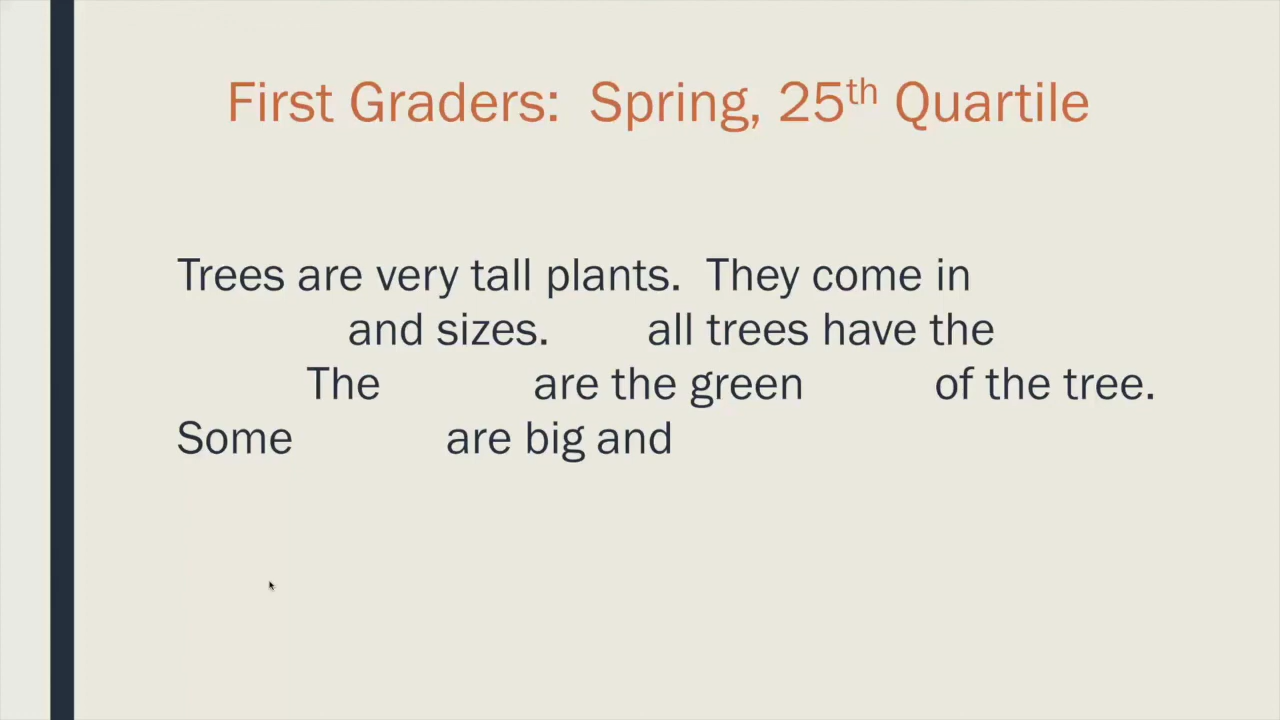 First Graders: Spring, 25th Quartile
Trees are very tall plants. They come in
and sizes. all trees have the
The are the green of the tree.
Some are big and